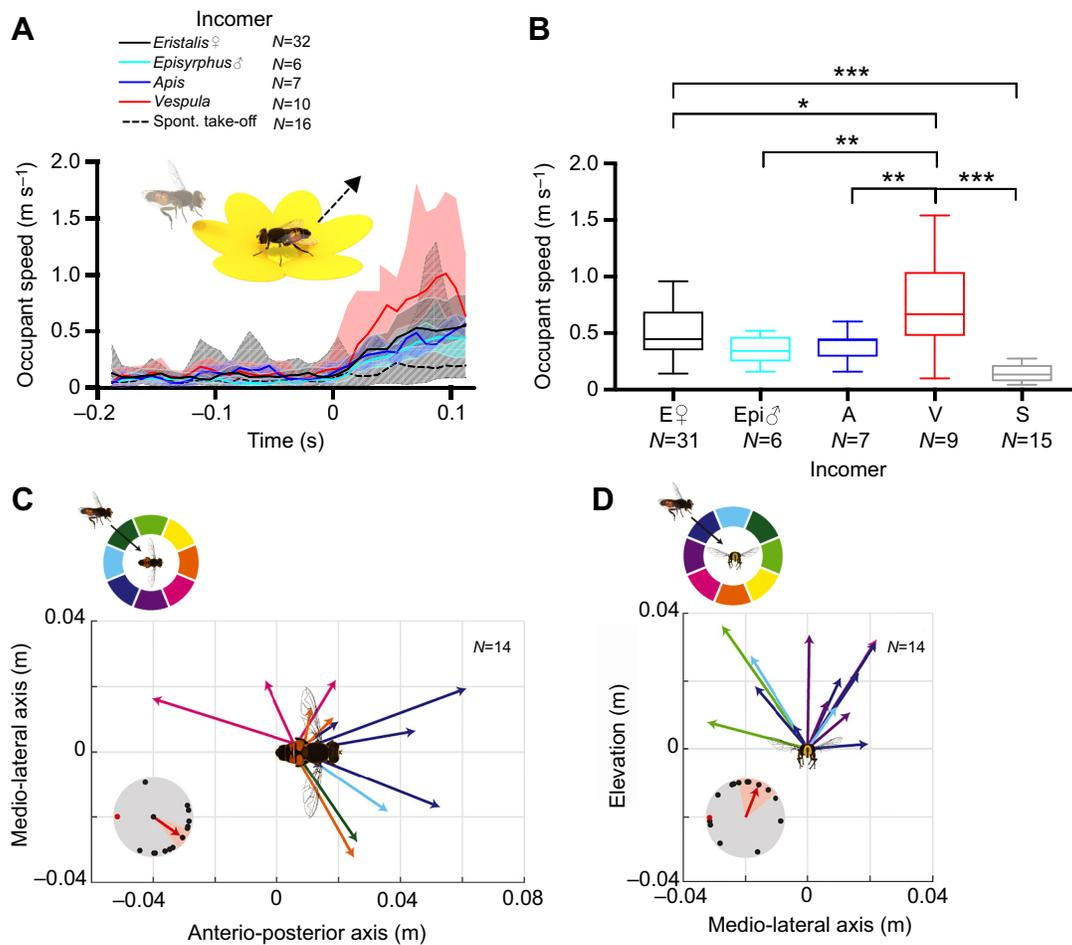 A
Incomer
Eristalis♀ N=32
Episyrphus♂ N=6
Apis N=7
Vespula N=10
Spont. take-off N=16
Occupant speed (m s–1)
2.0
1.5
1.0
0.5
0
–0.2 –0.1 0 0.1
Time (s)
B
***
*
**
** ***
Occupant speed (m s–1)
2.0
1.5
1.0
0.5
0
E♀ Epi♂ A V S
N=31 N=6 N=7 N=9 N=15
Incomer
C
Medio-lateral axis (m)
0.04
0
–0.04
N=14
–0.04 0 0.04 0.08
Anterio-posterior axis (m)
D
Elevation (m)
0.04
0
–0.04
N=14
–0.04 0 0.04
Medio-lateral axis (m)